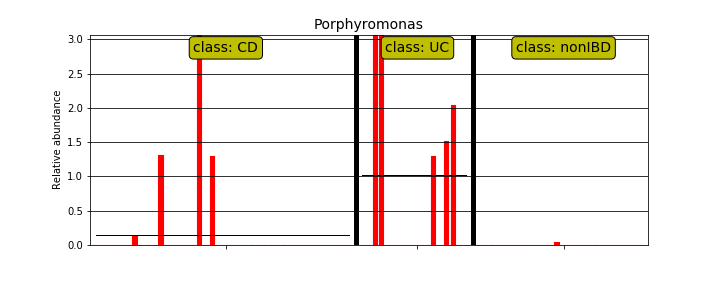 Porphyromonas
class: CD
class: UC
class: nonIBD
Relative abundance
3.0
2.5
2.0
1.5
1.0
0.5
0.0